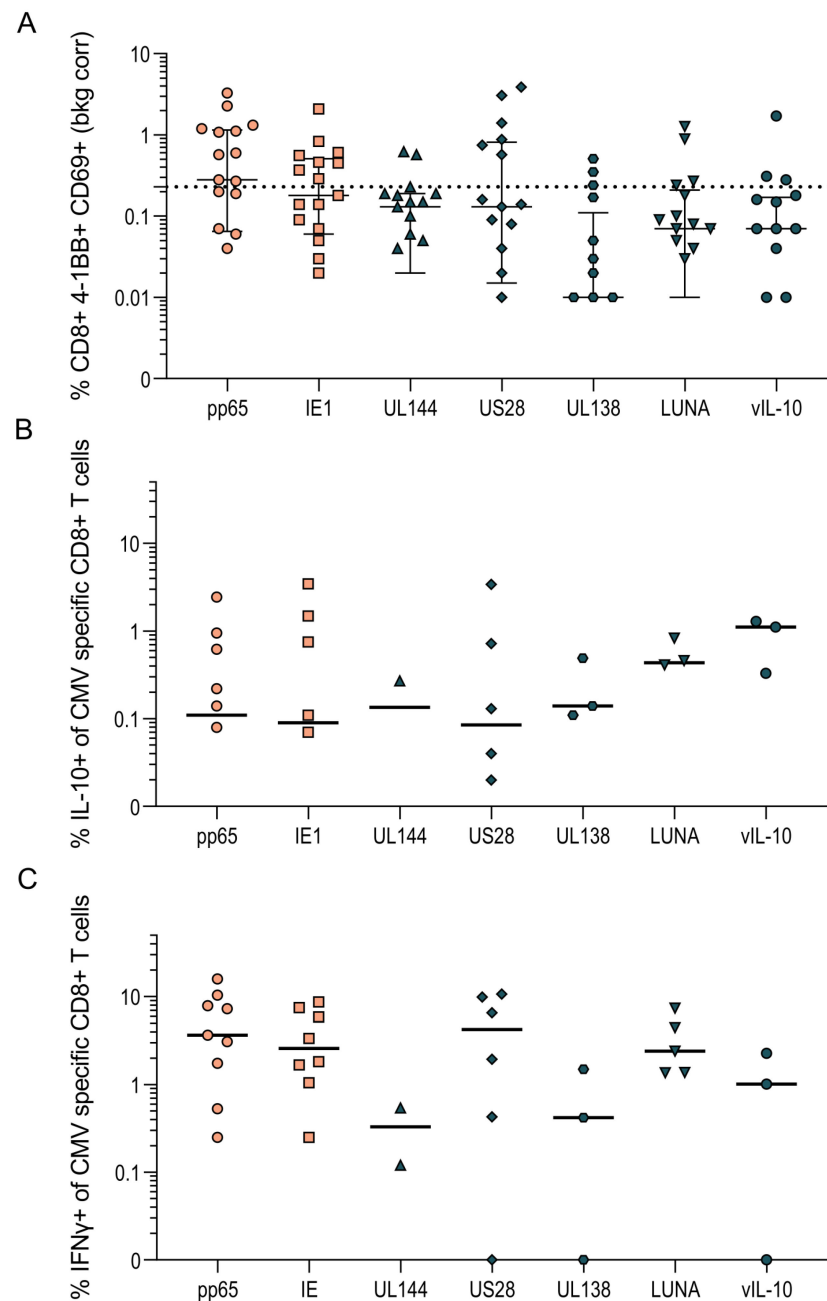 A
% CD8+ 4-1BB+ CD69+ (bkg corr)
10
1
0.1
0.01
0
pp65 IE1 UL144 US28 UL138 LUNA vIL-10
B
% IL-10+ of CMV specific CD8+ T cells
10
1
0.1
0
pp65 IE1 UL144 US28 UL138 LUNA vIL-10
C
% IFNγ+ of CMV specific CD8+ T cells
10
1
0.1
0
pp65 IE UL144 US28 UL138 LUNA vIL-10